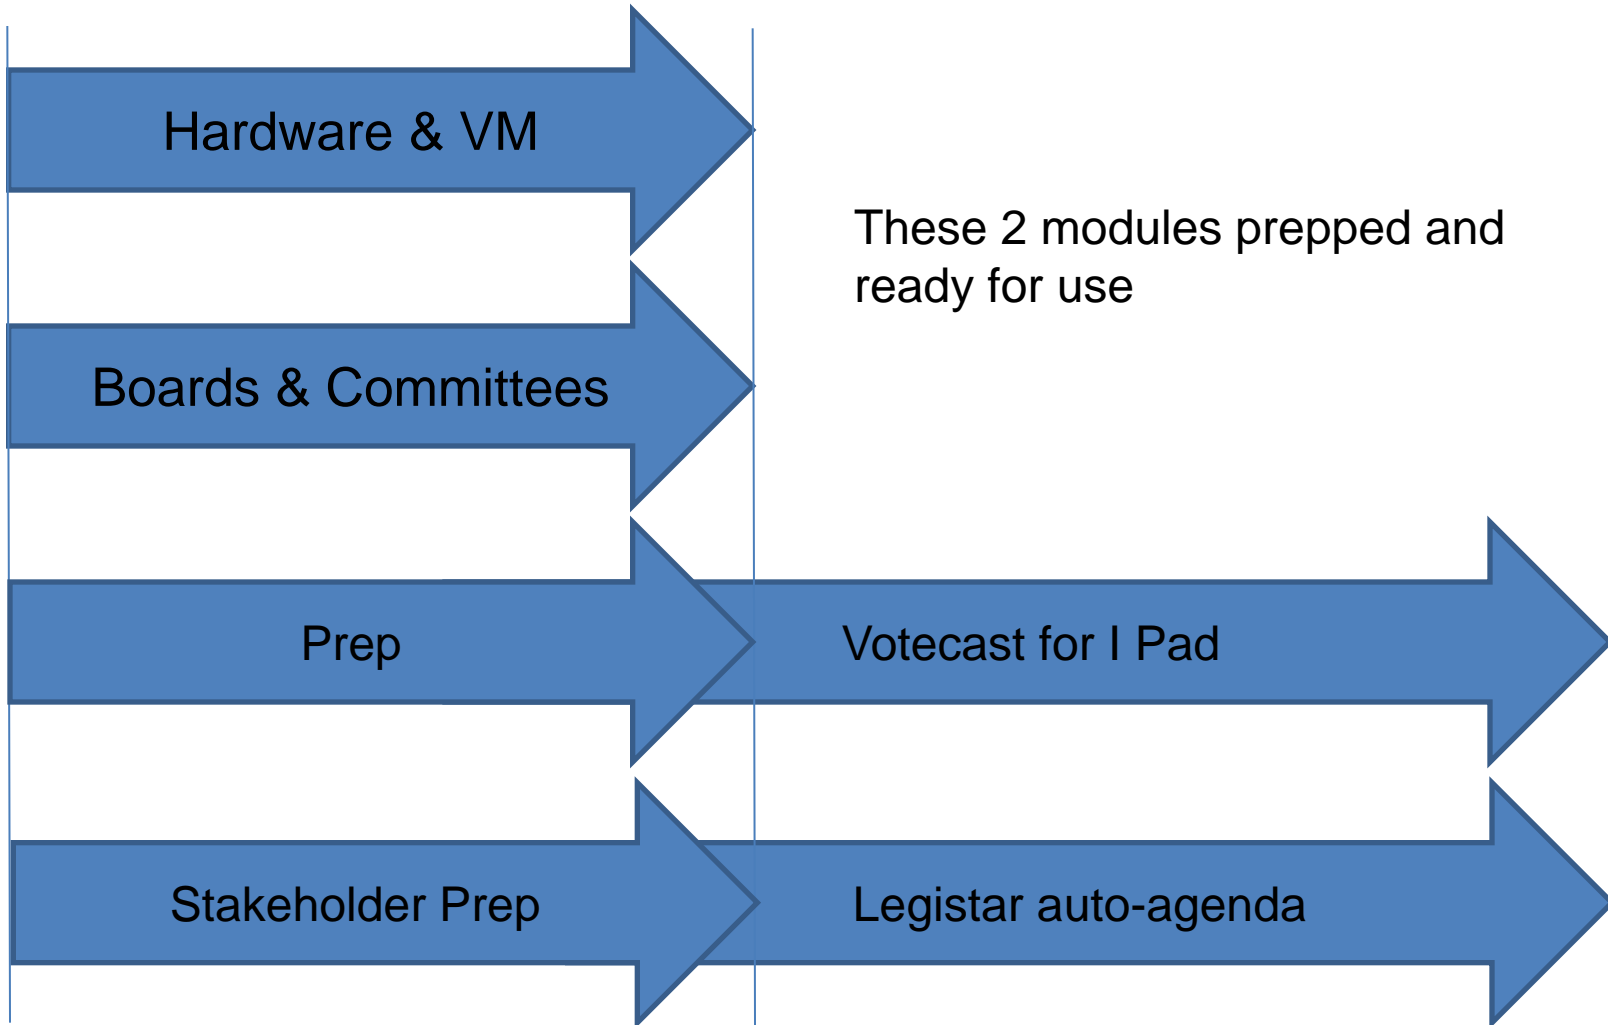 Hardware & VM
These 2 modules prepped and
ready for use
Boards & Committees
Prep
Votecast for I Pad
Stakeholder Prep
Legistar auto-agenda